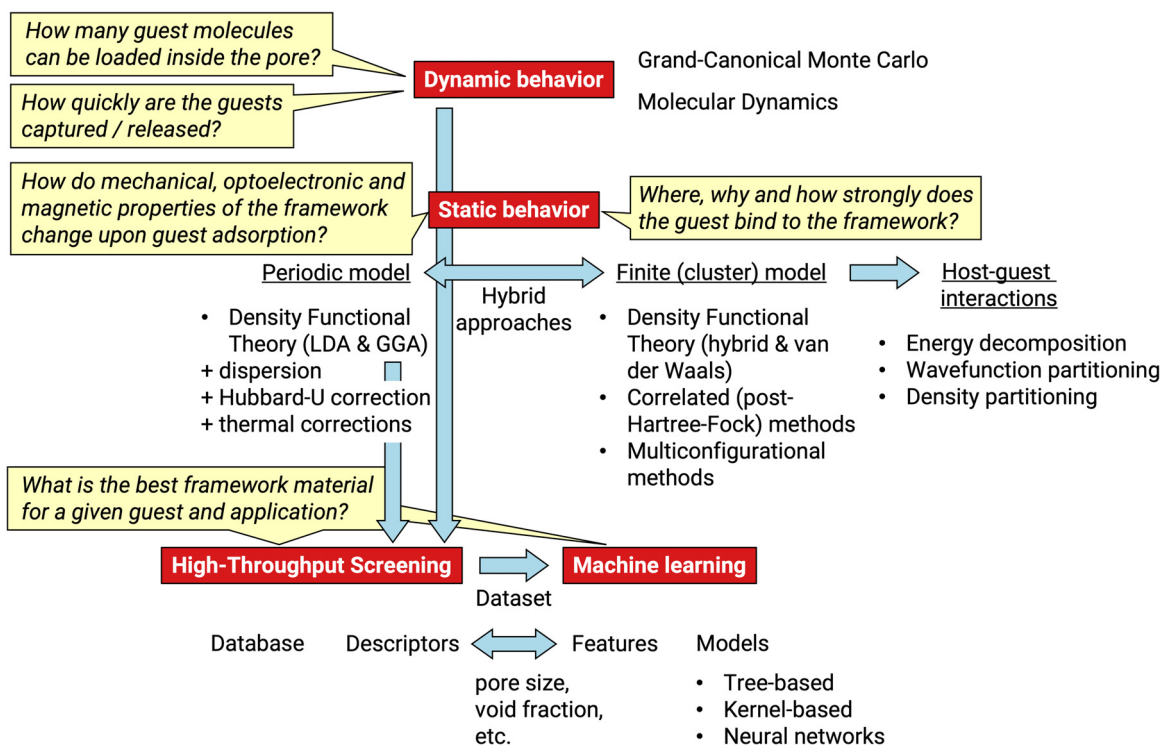 How many guest molecules
can be loaded inside the pore?
Dynamic behavior
Grand-Canonical Monte Carlo
Molecular Dynamics
How quickly are the guests
captured / released?
How do mechanical, optoelectronic and
magnetic properties of the framework
change upon guest adsorption?
Static behavior
Where, why and how strongly does
the guest bind to the framework?
Periodic model
Hybrid
approaches
Finite (cluster) model
Host-guest
interactions
• Density Functional
Theory (LDA & GGA)
+ dispersion
+ Hubbard-U correction
+ thermal corrections
• Density Functional
Theory (hybrid & van
der Waals)
• Correlated (post-
Hartree-Fock) methods
• Multiconfigurational
methods
• Energy decomposition
• Wavefunction partitioning
• Density partitioning
What is the best framework material
for a given guest and application?
High-Throughput Screening
Dataset
Machine learning
Database
Descriptors
Features
Models
pore size,
void fraction,
etc.
• Tree-based
• Kernel-based
• Neural networks